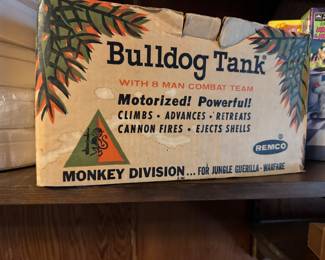 Bulldog Tank
WITH 8 MAN COMBAT TEAM
Motorized! Powerful!
CLIMBS • ADVANCES • RETREATS
CANNON FIRES • EJECTS SHELLS
REMCO
MONKEY DIVISION...FOR JUNGLE GUERILLA-WARFARE